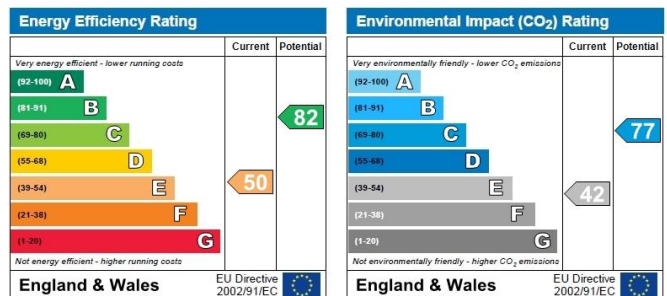 Energy Efficiency Rating
Current Potential
Very energy efficient - lower running costs
(92-100) A
(81-91) B
82
(69-80) C
(55-68) D
(39-54) E
50
(21-38) F
(1-20) G
Not energy efficient - higher running costs
England & Wales
EU Directive
2002/91/EC
Environmental Impact (CO2) Rating
Current Potential
Very environmentally friendly - lower CO2 emissions
(92-100) A
(81-91) B
(69-80) C
77
(55-68) D
(39-54) E
42
(21-38) F
(1-20) G
Not environmentally friendly - higher CO2 emissions
England & Wales
EU Directive
2002/91/EC